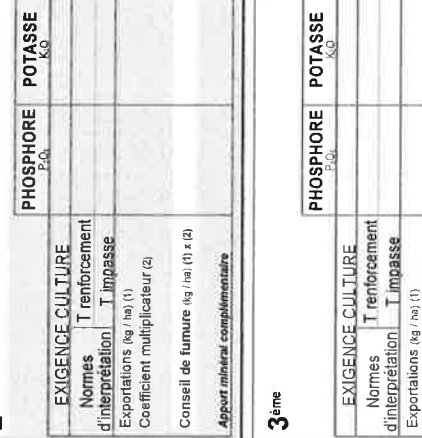 PHOSPHORE POTASSE
P₂O₅ K₂O
EXIGENCE CULTURE
Normes d'interprétation
T renforcement
T impasse
Exportations (kg / ha) (1)
Coefficient multiplicateur (2)
Conseil de fumure (kg / ha) (1) x (2)
Apport minéral complémentaire
3ème
PHOSPHORE POTASSE
P₂O₅ K₂O
EXIGENCE CULTURE
Normes d'interprétation
T renforcement
T impasse
Exportations (kg / ha) (1)